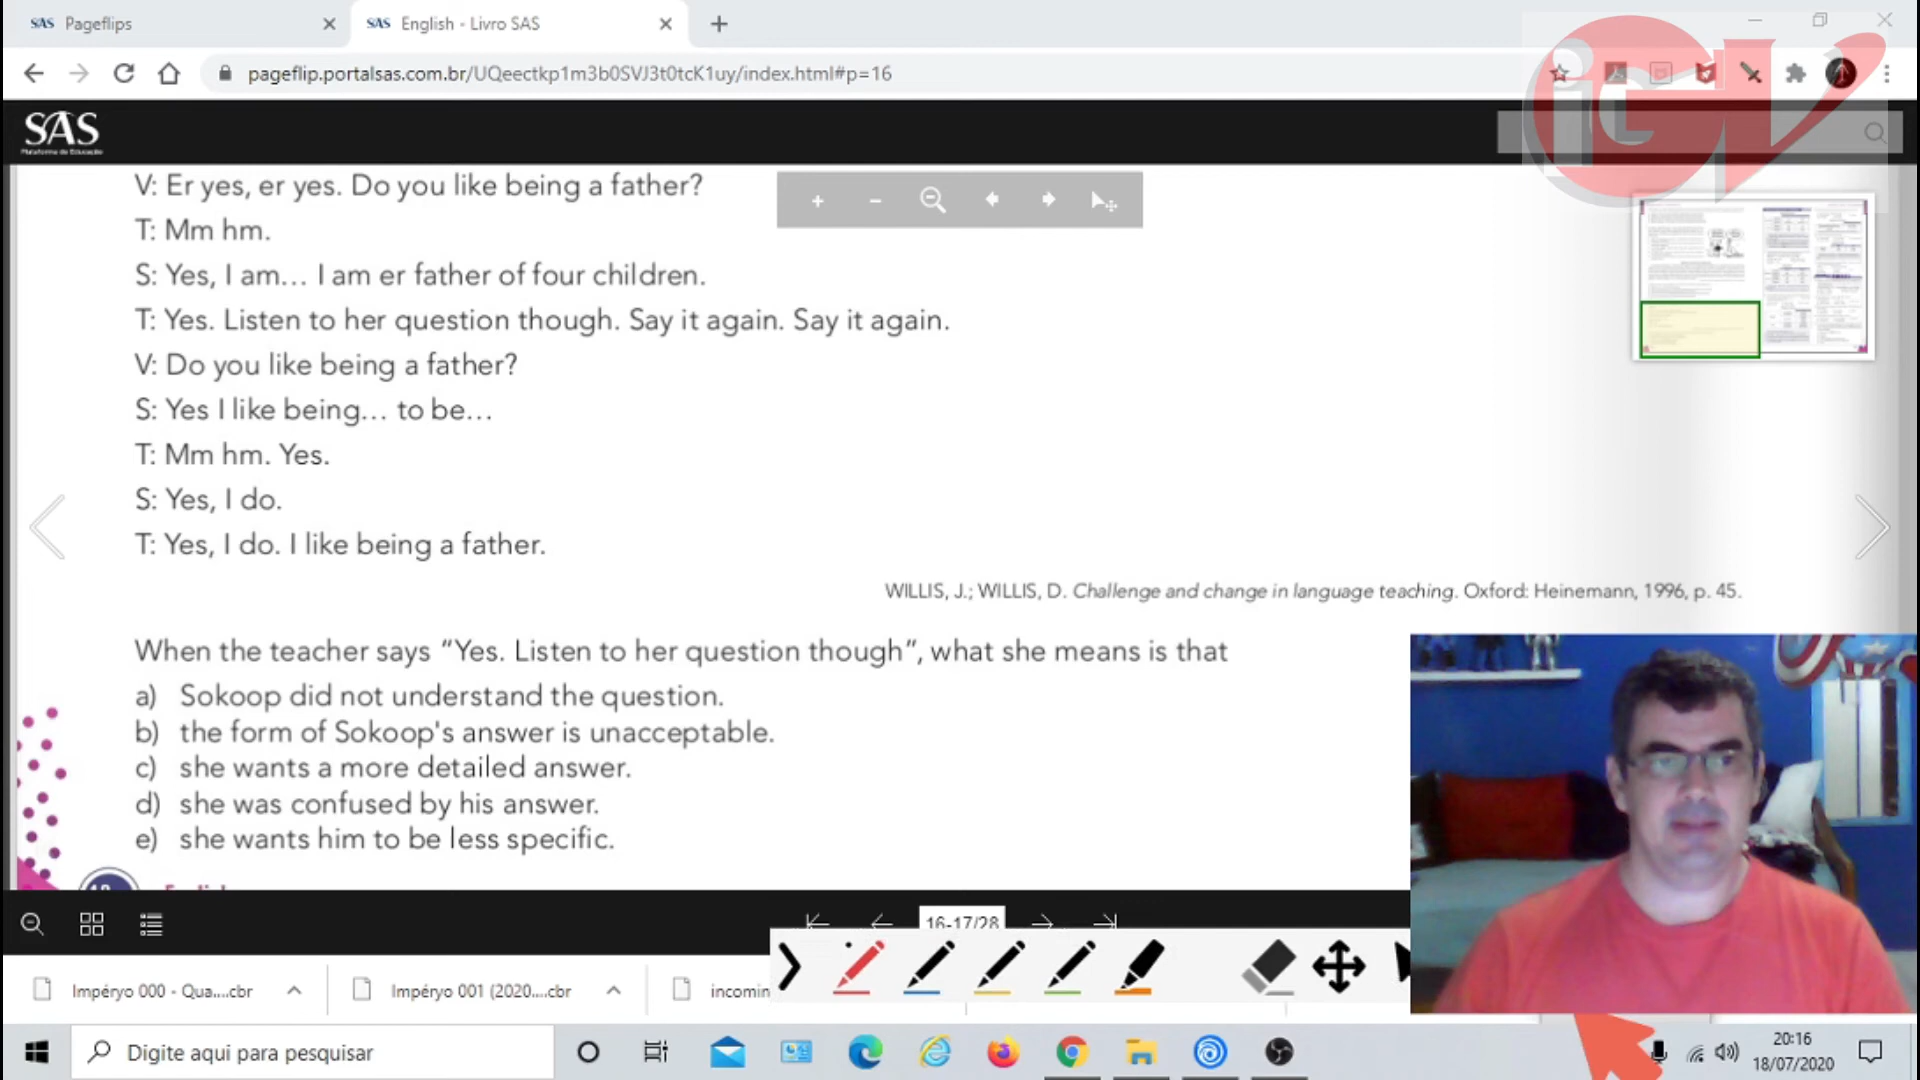 SAS Pageflips
SAS English - Livro SAS
pageflip.portalsas.com.br/UQeectkp1m3b0SVJ3t0tcK1uy/index.html#p=16
iGV
SAS
Plataforma de Educação
V: Er yes, er yes. Do you like being a father?
T: Mm hm.
S: Yes, I am... I am er father of four children.
T: Yes. Listen to her question though. Say it again. Say it again.
V: Do you like being a father?
S: Yes I like being... to be...
T: Mm hm. Yes.
S: Yes, I do.
T: Yes, I do. I like being a father.
WILLIS, J.; WILLIS, D. Challenge and change in language teaching. Oxford: Heinemann, 1996, p. 45.
When the teacher says “Yes. Listen to her question though”, what she means is that
a) Sokoop did not understand the question.
b) the form of Sokoop's answer is unacceptable.
c) she wants a more detailed answer.
d) she was confused by his answer.
e) she wants him to be less specific.
16-17/28
Impéryo 000 - Qua....cbr
Impéryo 001 (2020....cbr
incomin
Digite aqui para pesquisar
20:16
18/07/2020